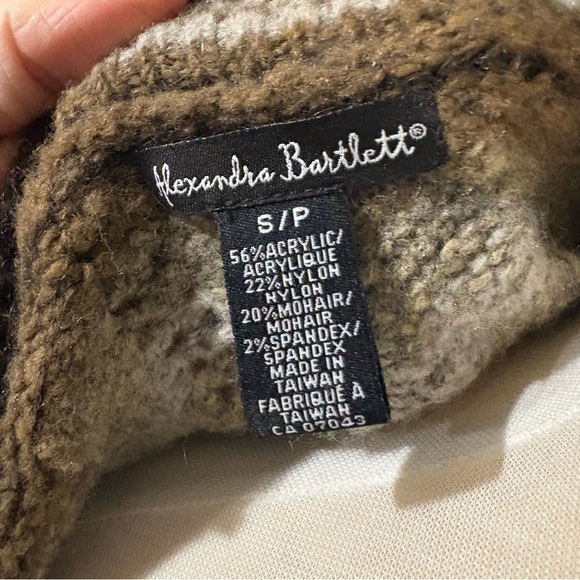 Alexandra Bartlett®
S/P
56%ACRYLIC/
ACRYLIQUE
22%NYLON
NYLON
20%MOHAIR/
MOHAIR
2%SPANDEX/
SPANDEX
MADE IN
TAIWAN
FABRIQUÉ À
TAIWAN
CA 07043